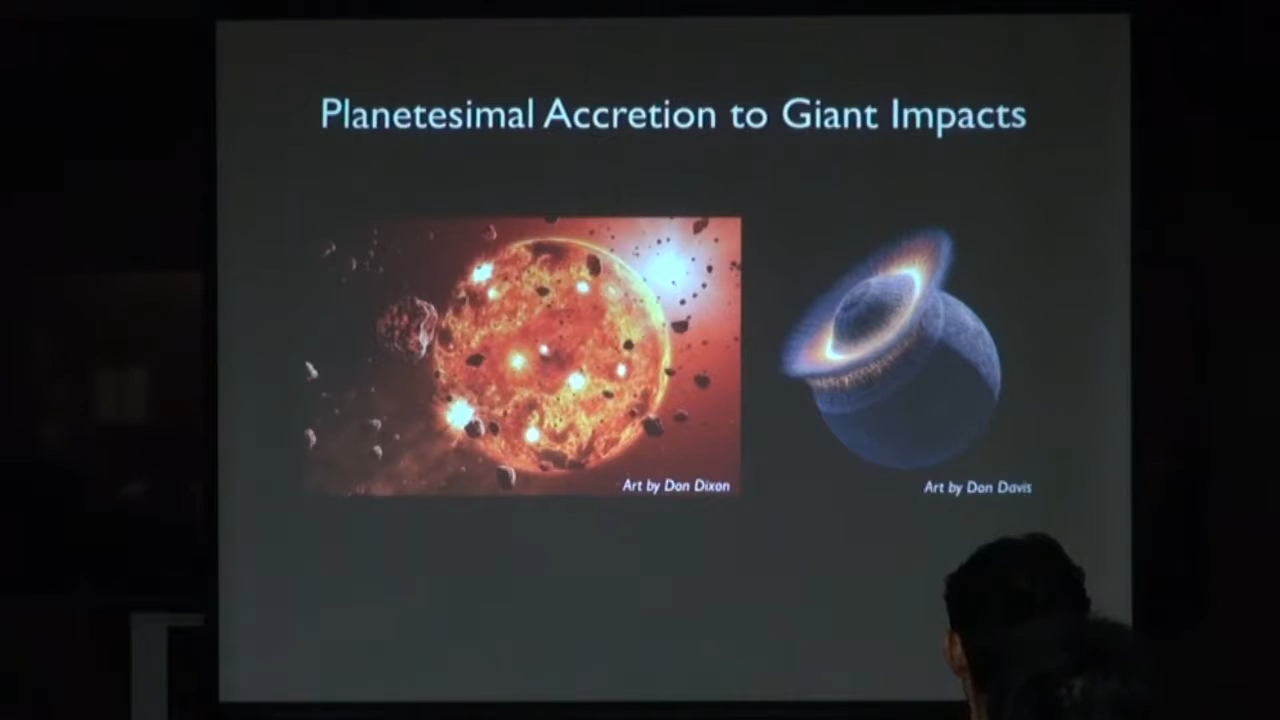 Planetesimal Accretion to Giant Impacts
Art by Don Dixon
Art by Don Davis